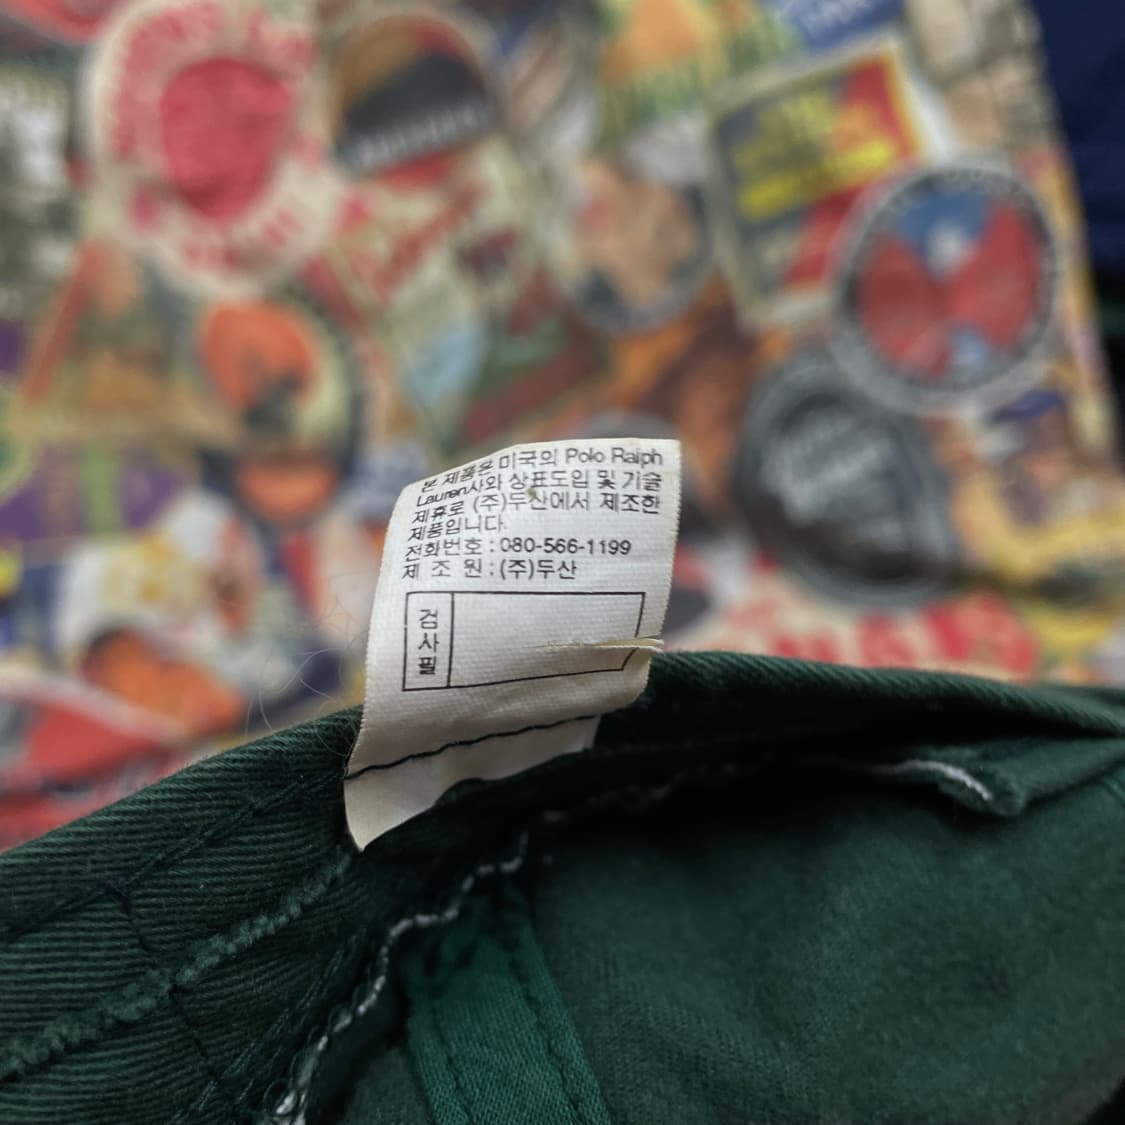 본 제품은 미국의 Polo Ralph
Lauren사와 상표도입 및 기술
제휴로 (주)두산에서 제조한
제품입니다.
전화번호 : 080-566-1199
제 조 원 : (주)두산
검
사
필